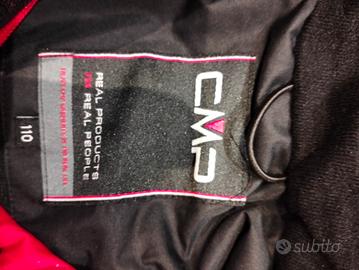 CMP
REAL PRODUCTS
FOR REAL PEOPLE
110
subito